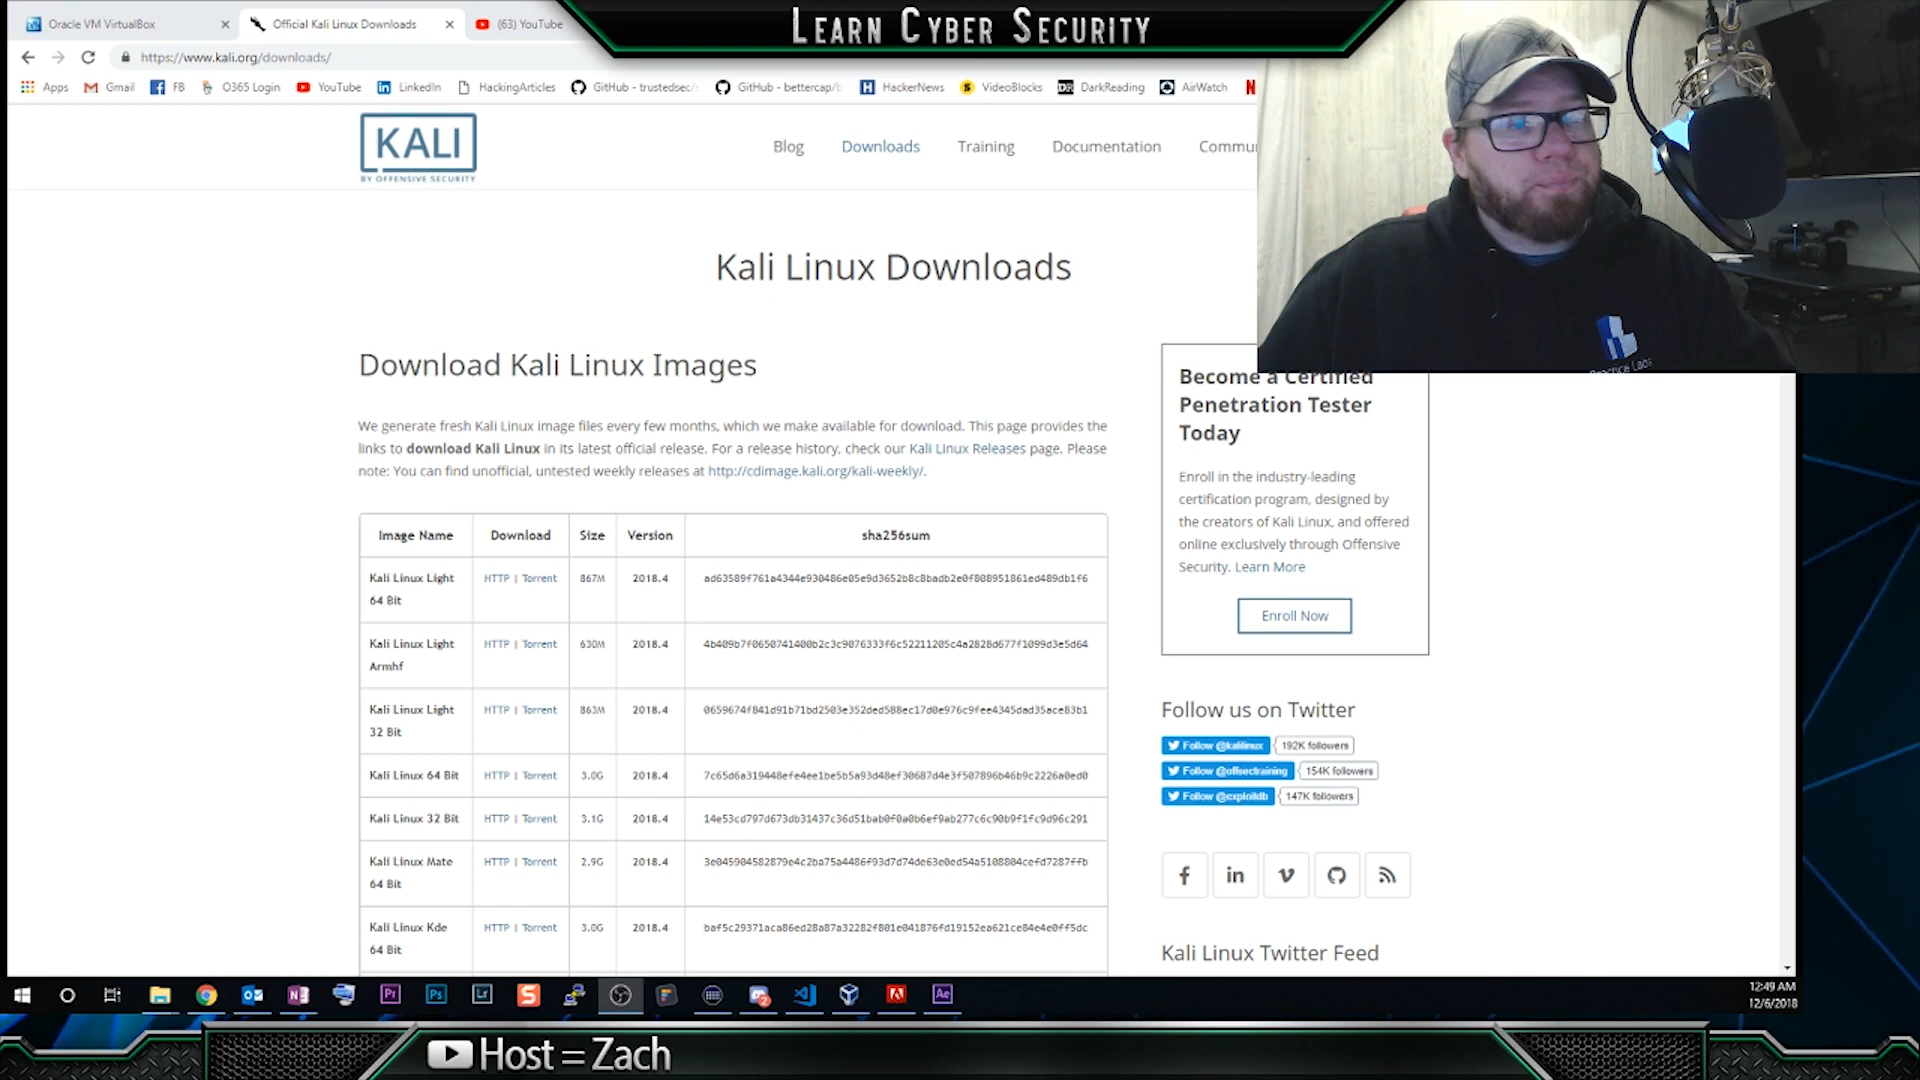 Learn Cyber Security
Oracle VM VirtualBox
Official Kali Linux Downloads
(63) YouTube
https://www.kali.org/downloads/
Apps
Gmail
FB
O365 Login
YouTube
LinkedIn
HackingArticles
GitHub - trustedsec/
GitHub - bettercap/b
HackerNews
VideoBlocks
DarkReading
AirWatch
KALI
BY OFFENSIVE SECURITY
Blog
Downloads
Training
Documentation
Commun
Kali Linux Downloads
Download Kali Linux Images
We generate fresh Kali Linux image files every few months, which we make available for download. This page provides the
links to download Kali Linux in its latest official release. For a release history, check our Kali Linux Releases page. Please
note: You can find unofficial, untested weekly releases at http://cdimage.kali.org/kali-weekly/.
Image Name Download Size Version sha256sum
Kali Linux Light HTTP | Torrent 867M 2018.4 ad63589f761a4344e930486e05e9d3652b8c8badb2e0f808951861ed489db1f6
64 Bit
Kali Linux Light HTTP | Torrent 630M 2018.4 4b409b7f0650741400b2c3c9076333f6c52211205c4a2828d677f1099d3e5d64
Armhf
Kali Linux Light HTTP | Torrent 863M 2018.4 0659674f841d91b71bd2503e352ded588ec17d0e976c9fee4345dad35ace83b1
32 Bit
Kali Linux 64 Bit HTTP | Torrent 3.0G 2018.4 7c65d6a319448efe4ee1be5b5a93d48ef30687d4e3f507896b46b9c2226a0ed0
Kali Linux 32 Bit HTTP | Torrent 3.1G 2018.4 14e53cd797d673db31437c36d51bab0f0a0b6ef9ab277c6c90b9f1fc9d96c291
Kali Linux Mate HTTP | Torrent 2.9G 2018.4 3e045904582879e4c2ba75a4486f93d7d74de63e0ed54a5108804cefd7287ffb
64 Bit
Kali Linux Kde HTTP | Torrent 3.0G 2018.4 baf5c29371aca86ed28a87a32282f801e041876fd19152ea621ce84e4e0ff5dc
64 Bit
Become a Certified
Penetration Tester
Today
Enroll in the industry-leading
certification program, designed by
the creators of Kali Linux, and offered
online exclusively through Offensive
Security. Learn More
Enroll Now
Follow us on Twitter
Follow @kalilinux 192K followers
Follow @offsectraining 154K followers
Follow @exploitdb 147K followers
Kali Linux Twitter Feed
12:49 AM
12/6/2018
Host = Zach